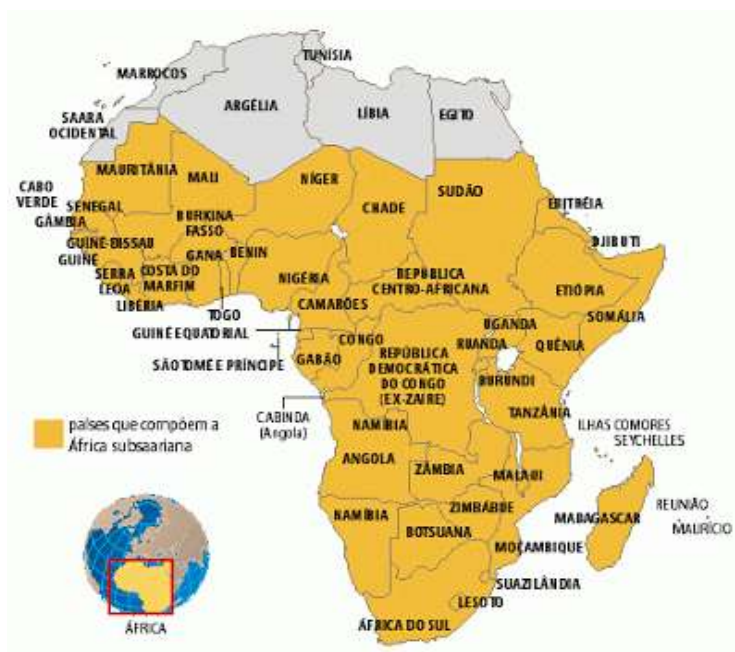 TUNÍSIA
MARROCOS
ARGÉLIA
LÍBIA
EGITO
SAARA
OCIDENTAL
MAURITÂNIA
MALI
NÍGER
CHADE
SUDÃO
ERITRÉIA
CABO
VERDE
SENEGAL
GÂMBIA
BURKINA
FASSO
DJIBUTI
GUINÉ-BISSAU
GUINÉ
GANA
BENIN
SERRA
LEOA
COSTA DO
MARFIM
NIGÉRIA
REPÚBLICA
CENTRO-AFRICANA
ETIÓPIA
LIBÉRIA
TOGO
CAMARÕES
SOMÁLIA
GUINÉ EQUATORIAL
UGANDA
CONGO
RUANDA
QUÊNIA
SÃO TOMÉ E PRÍNCIPE
GABÃO
REPÚBLICA
DEMOCRÁTICA
DO CONGO
(EX-ZAIRE)
BURUNDI
TANZÂNIA
CABINDA
(Angola)
NAMÍBIA
ILHAS COMORES
SEYCHELLES
países que compõem a
África subsaariana
ANGOLA
ZÂMBIA
MALAUI
NAMÍBIA
ZIMBÁBUE
MADAGASCAR
REUNIÃO
MAURÍCIO
BOTSUANA
MOÇAMBIQUE
SUAZILÂNDIA
LESOTO
ÁFRICA DO SUL
ÁFRICA